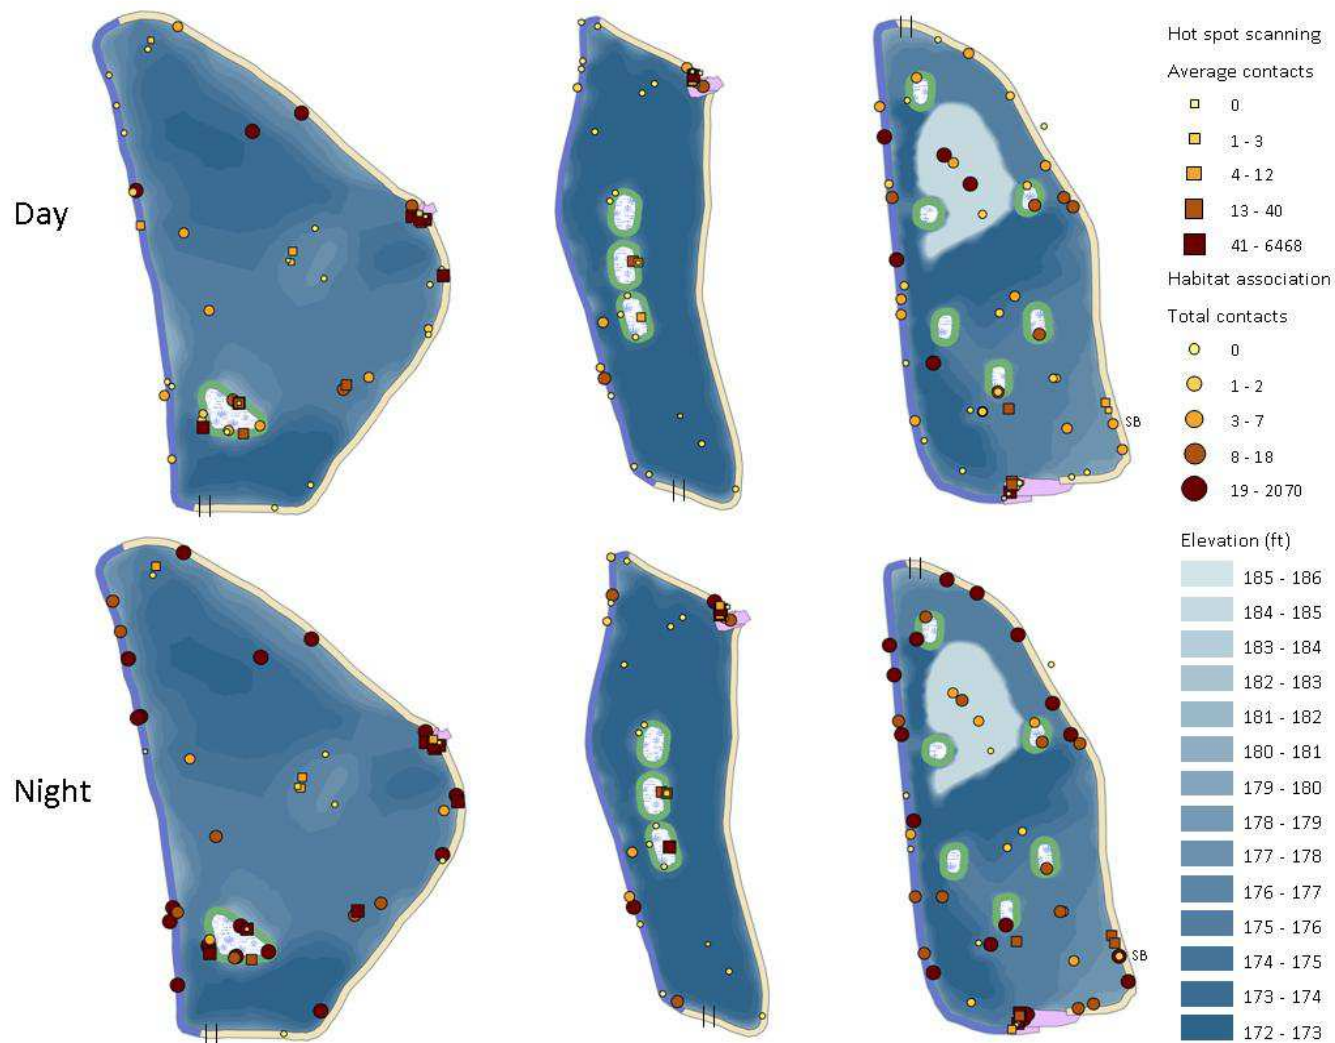 Day
SB
Night
SB
Hot spot scanning
Average contacts
0
1 - 3
4 - 12
13 - 40
41 - 6468
Habitat association
Total contacts
0
1 - 2
3 - 7
8 - 18
19 - 2070
Elevation (ft)
185 - 186
184 - 185
183 - 184
182 - 183
181 - 182
180 - 181
179 - 180
178 - 179
177 - 178
176 - 177
175 - 176
174 - 175
173 - 174
172 - 173